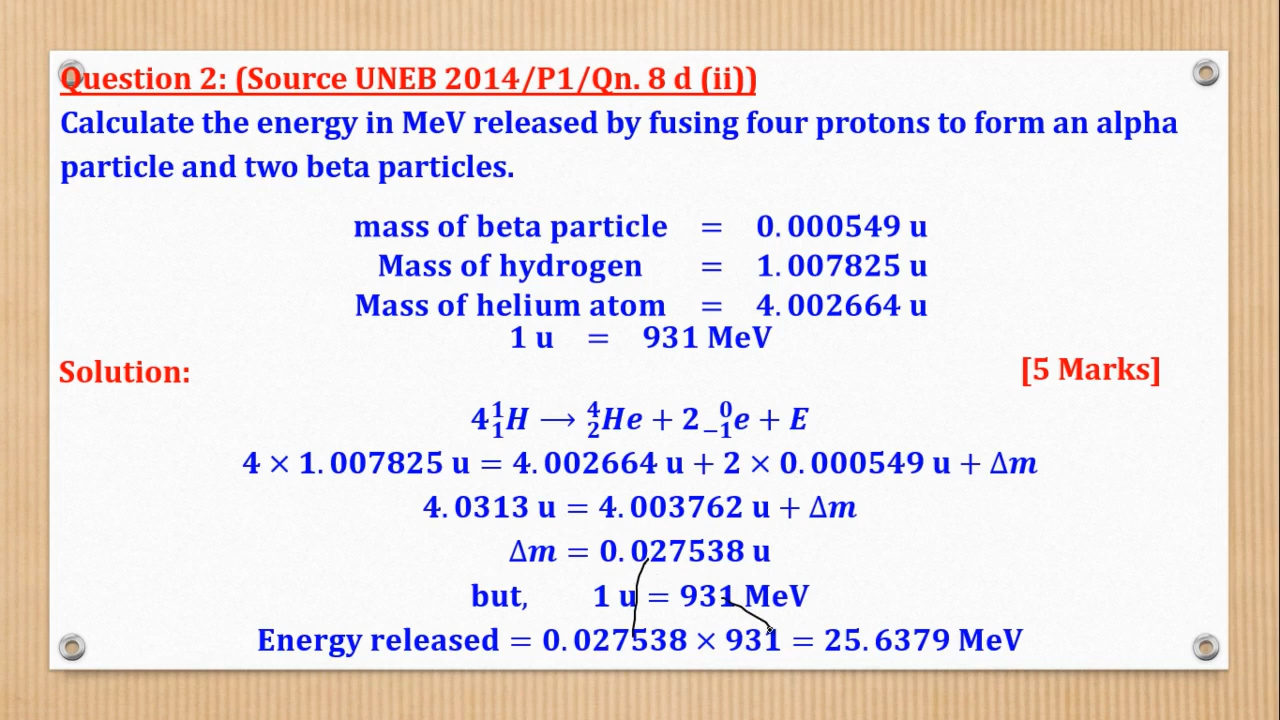 Question 2: (Source UNEB 2014/P1/Qn. 8 d (ii))
Calculate the energy in MeV released by fusing four protons to form an alpha
particle and two beta particles.
mass of beta particle = 0.000549 u
Mass of hydrogen = 1.007825 u
Mass of helium atom = 4.002664 u
1 u = 931 MeV
Solution: [5 Marks]
4 ¹₁H ⟶ ⁴₂He + 2 ⁰₋₁e + E
4 × 1.007825 u = 4.002664 u + 2 × 0.000549 u + Δm
4.0313 u = 4.003762 u + Δm
Δm = 0.027538 u
but, 1 u = 931 MeV
Energy released = 0.027538 × 931 = 25.6379 MeV